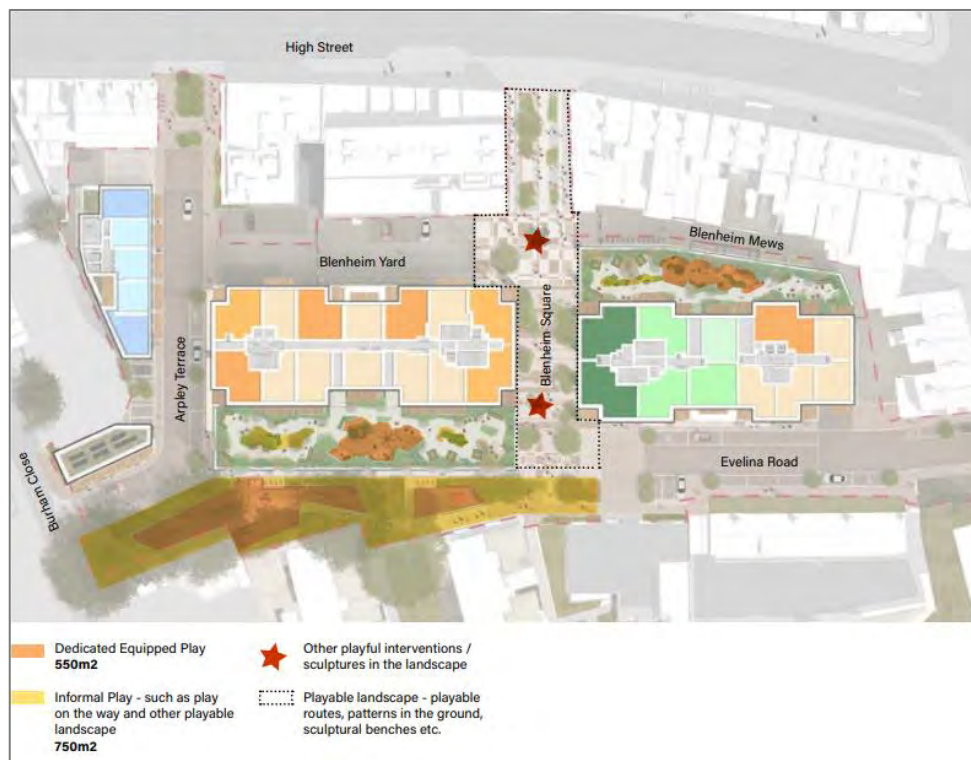 High Street
Blenheim Mews
Blenheim Yard
Blenheim Square
Arpley Terrace
Evelina Road
Burham Close
Dedicated Equipped Play
550m2
Informal Play - such as play
on the way and other playable
landscape
750m2
Other playful interventions /
sculptures in the landscape
Playable landscape - playable
routes, patterns in the ground,
sculptural benches etc.